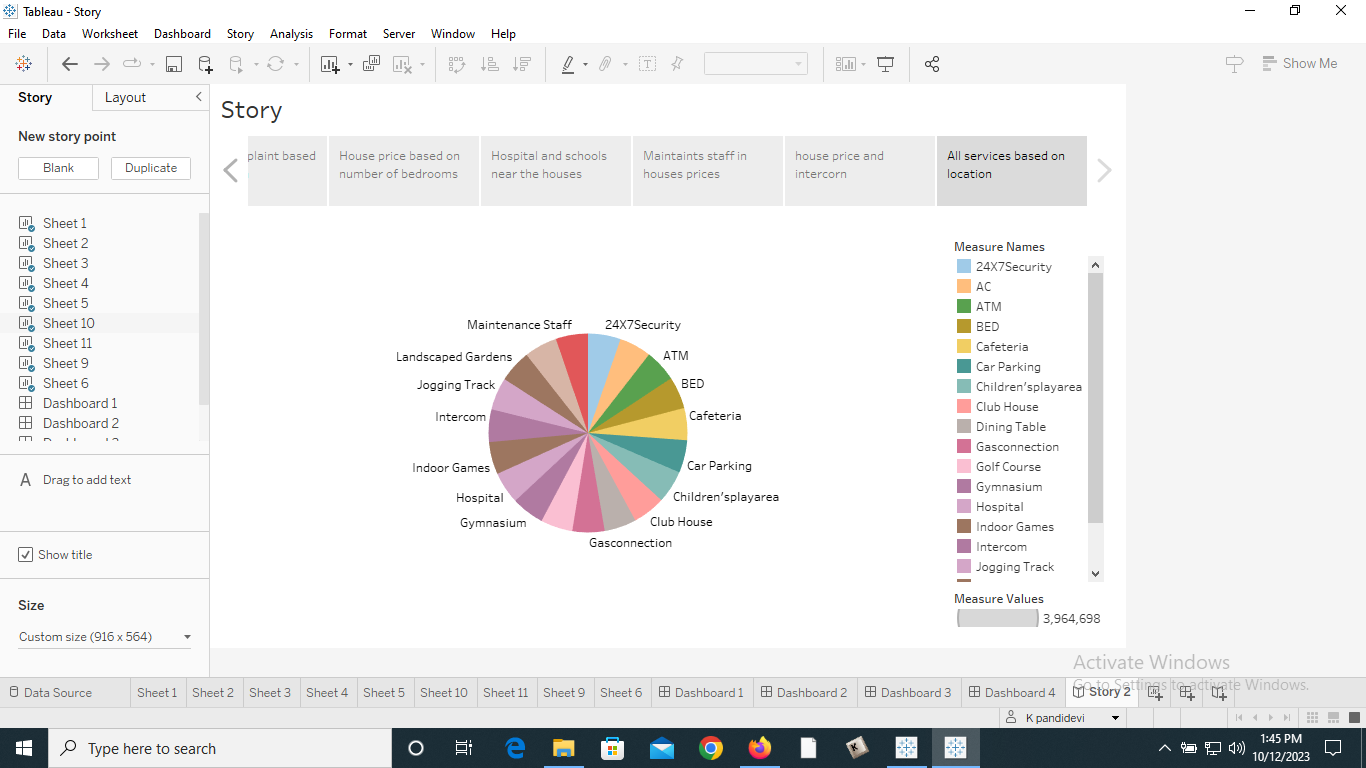 Tableau - Story
File Data Worksheet Dashboard Story Analysis Format Server Window Help
Show Me
Story
Layout
New story point
Blank
Duplicate
Sheet 1
Sheet 2
Sheet 3
Sheet 4
Sheet 5
Sheet 10
Sheet 11
Sheet 9
Sheet 6
Dashboard 1
Dashboard 2
A Drag to add text
Show title
Size
Custom size (916 x 564)
Story
plaint based
House price based on
number of bedrooms
Hospital and schools
near the houses
Maintaints staff in
houses prices
house price and
intercorn
All services based on
location
Maintenance Staff
24X7Security
Landscaped Gardens
ATM
Jogging Track
BED
Intercom
Cafeteria
Indoor Games
Car Parking
Hospital
Children'splayarea
Gymnasium
Club House
Gasconnection
Measure Names
24X7Security
AC
ATM
BED
Cafeteria
Car Parking
Children'splayarea
Club House
Dining Table
Gasconnection
Golf Course
Gymnasium
Hospital
Indoor Games
Intercom
Jogging Track
Measure Values
3,964,698
Activate Windows
Go to Settings to activate Windows.
Data Source Sheet 1 Sheet 2 Sheet 3 Sheet 4 Sheet 5 Sheet 10 Sheet 11 Sheet 9 Sheet 6 Dashboard 1 Dashboard 2 Dashboard 3 Dashboard 4 Story 2
K pandidevi
Type here to search
1:45 PM
10/12/2023